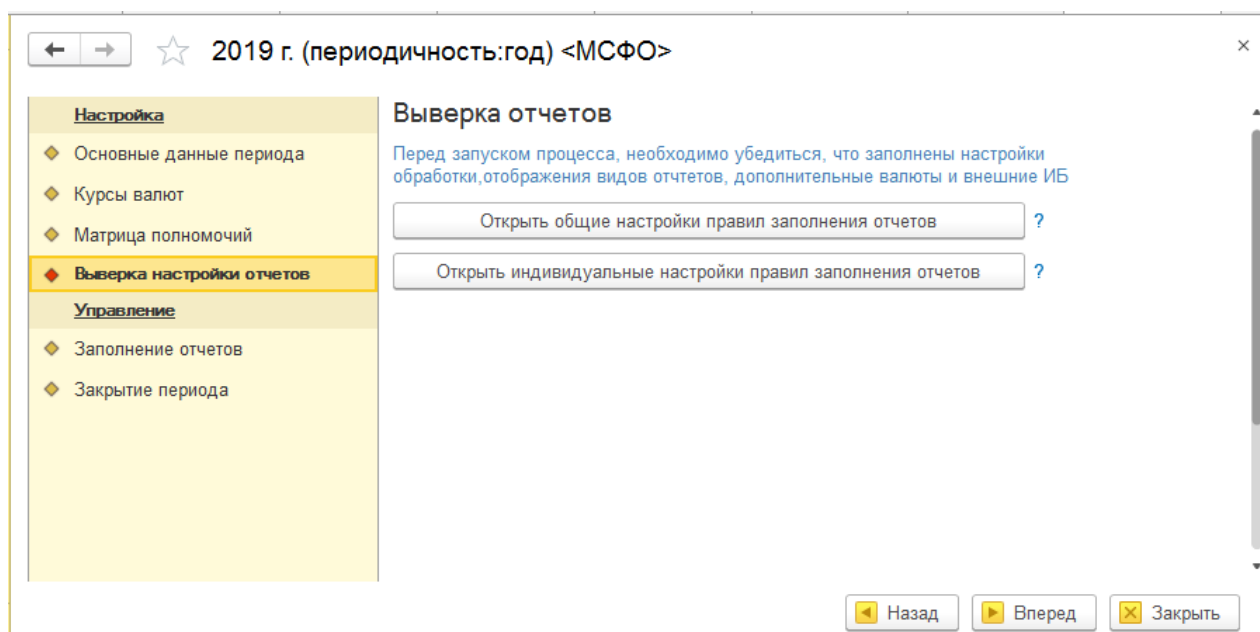 2019 г. (периодичность:год) <МСФО>
Настройка
Основные данные периода
Курсы валют
Матрица полномочий
Выверка настройки отчетов
Управление
Заполнение отчетов
Закрытие периода
Выверка отчетов
Перед запуском процесса, необходимо убедиться, что заполнены настройки
обработки,отображения видов отчтетов, дополнительные валюты и внешние ИБ
Открыть общие настройки правил заполнения отчетов ?
Открыть индивидуальные настройки правил заполнения отчетов ?
Назад Вперед Закрыть